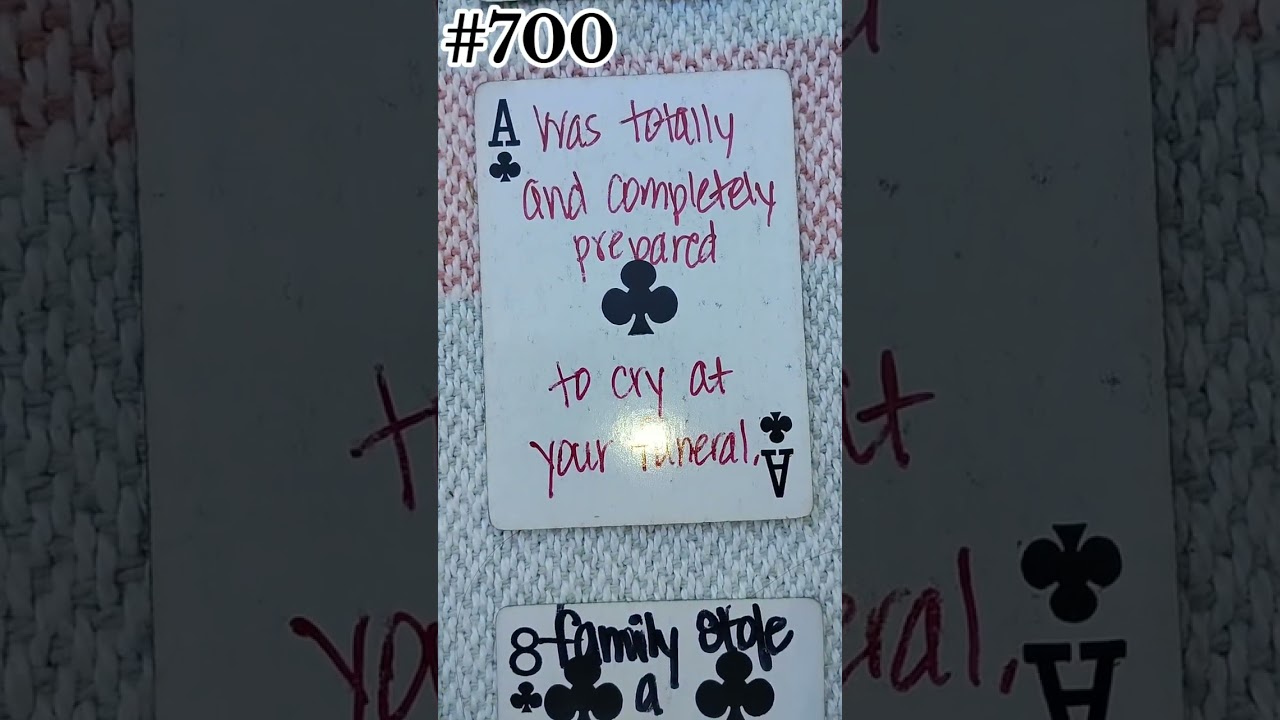 #700
A Was totally
and completely
prepared
to cry at
your funeral.
A
8 family stole
a